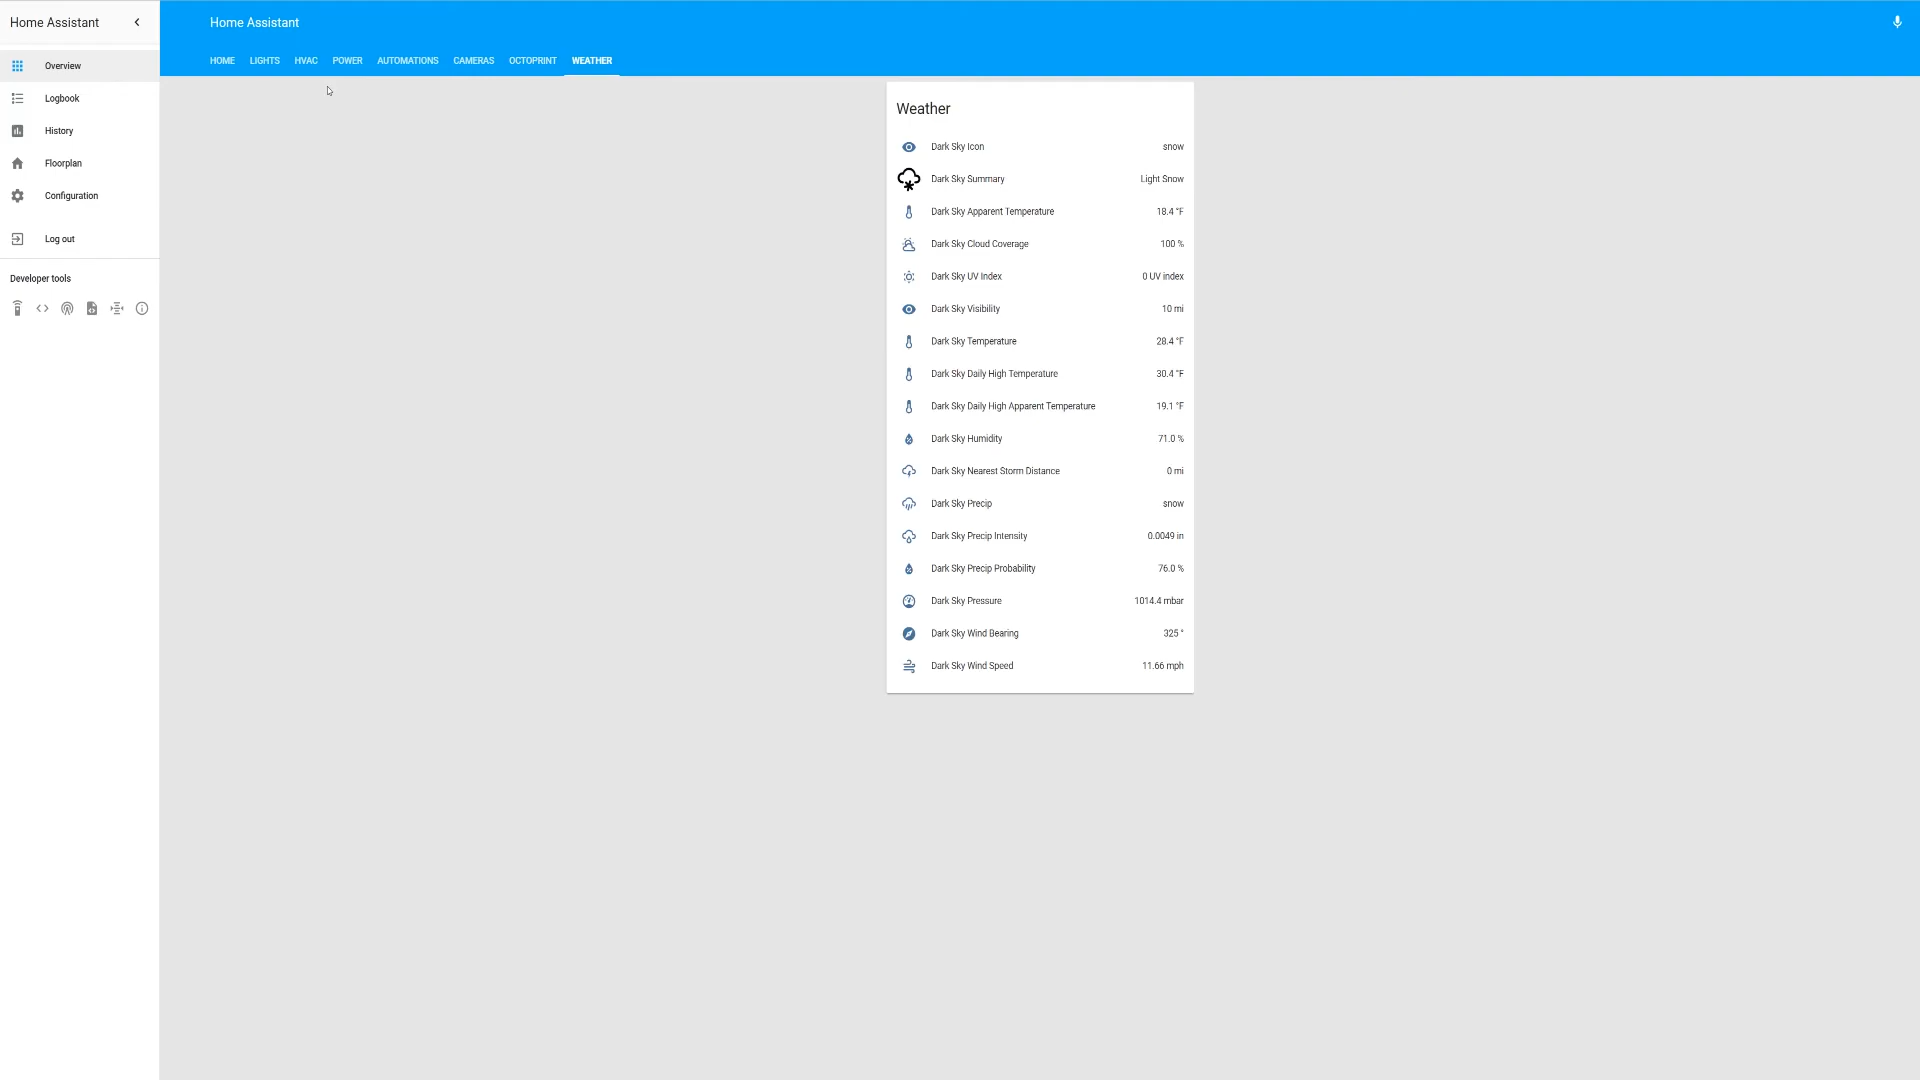 Home Assistant
Overview
Logbook
History
Floorplan
Configuration
Log out
Developer tools
Home Assistant
HOME LIGHTS HVAC POWER AUTOMATIONS CAMERAS OCTOPRINT WEATHER
Weather
Dark Sky Icon snow
Dark Sky Summary Light Snow
Dark Sky Apparent Temperature 18.4 °F
Dark Sky Cloud Coverage 100 %
Dark Sky UV Index 0 UV index
Dark Sky Visibility 10 mi
Dark Sky Temperature 28.4 °F
Dark Sky Daily High Temperature 30.4 °F
Dark Sky Daily High Apparent Temperature 19.1 °F
Dark Sky Humidity 71.0 %
Dark Sky Nearest Storm Distance 0 mi
Dark Sky Precip snow
Dark Sky Precip Intensity 0.0049 in
Dark Sky Precip Probability 76.0 %
Dark Sky Pressure 1014.4 mbar
Dark Sky Wind Bearing 325 °
Dark Sky Wind Speed 11.66 mph